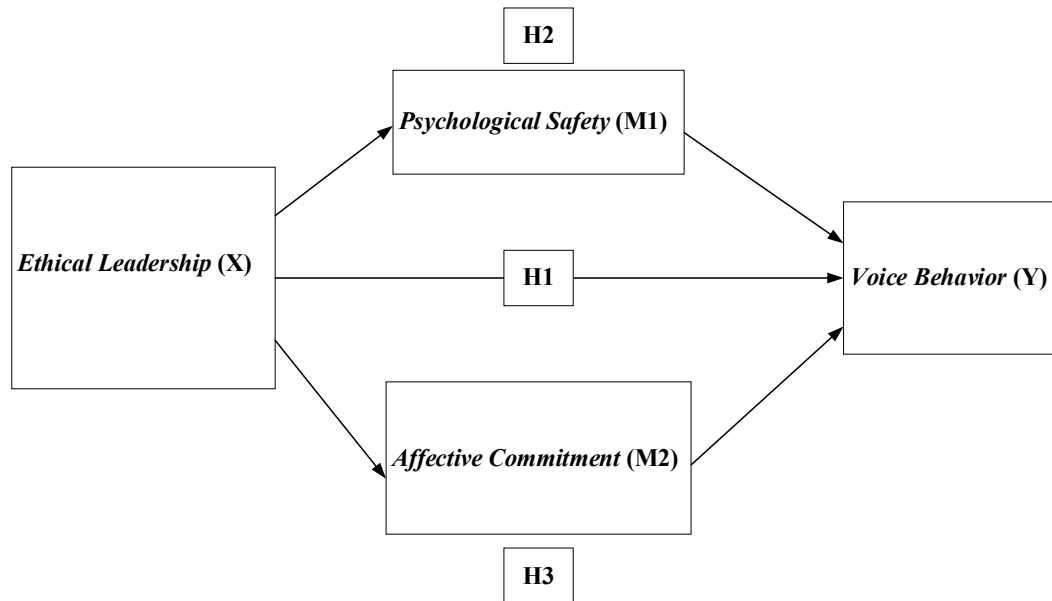 H2
Psychological Safety (M1)
Ethical Leadership (X)
H1
Voice Behavior (Y)
Affective Commitment (M2)
H3